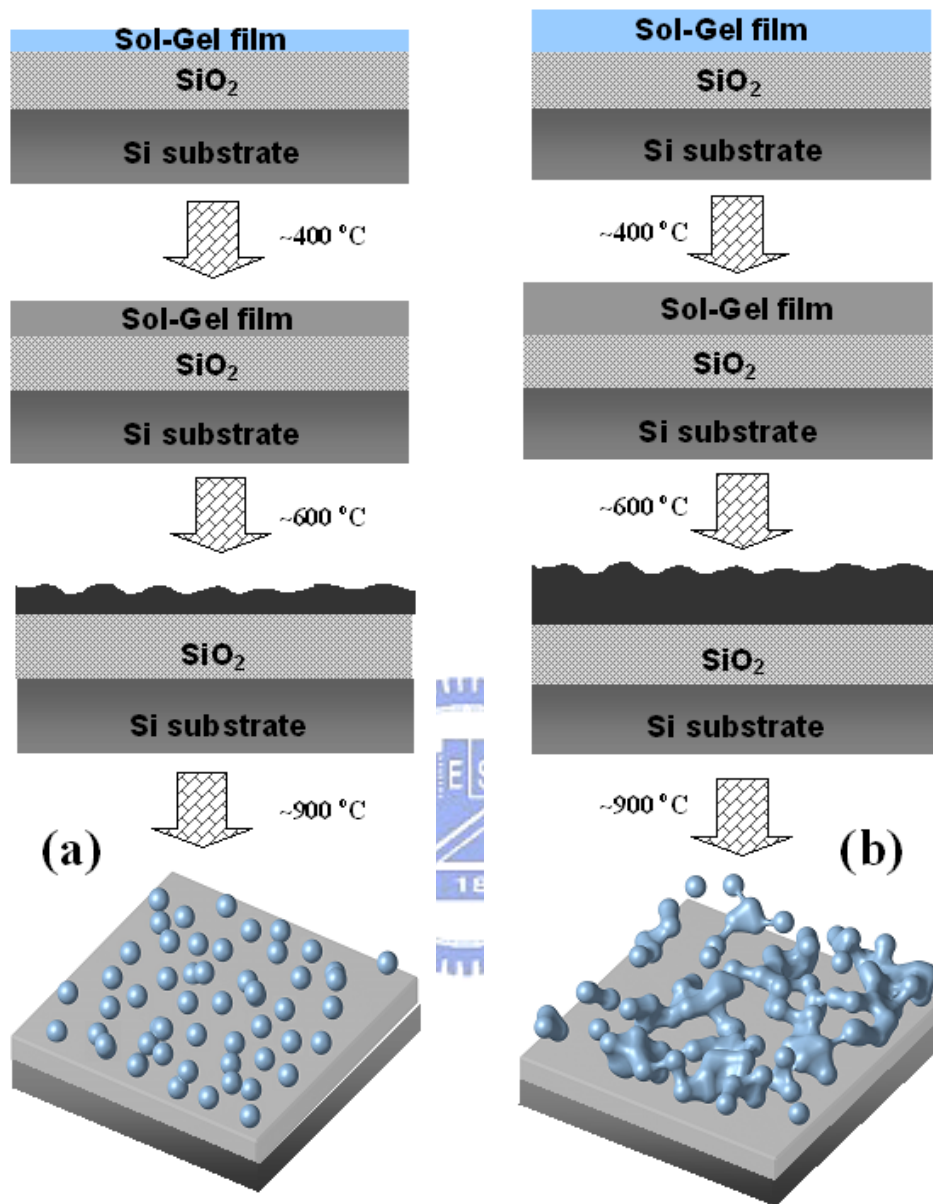 Sol-Gel film
SiO₂
Si substrate
~400 °C
Sol-Gel film
SiO₂
Si substrate
~600 °C
SiO₂
Si substrate
~900 °C
(a)
Sol-Gel film
SiO₂
Si substrate
~400 °C
Sol-Gel film
SiO₂
Si substrate
~600 °C
SiO₂
Si substrate
~900 °C
(b)
E S
18